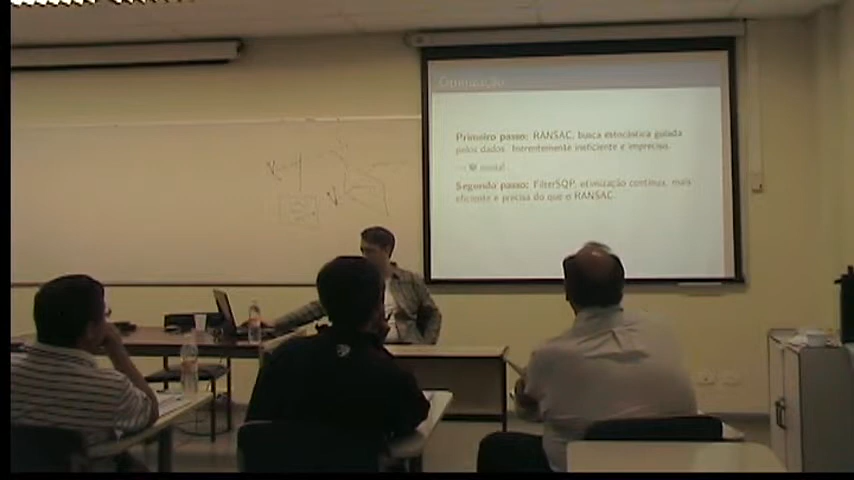 Otimização
Primeiro passo: RANSAC, busca estocástica guiada
pelos dados. Inerentemente ineficiente e impreciso.
→ Ψ inicial.
Segundo passo: FilterSQP, otimização contínua, mais
eficiente e precisa do que o RANSAC.